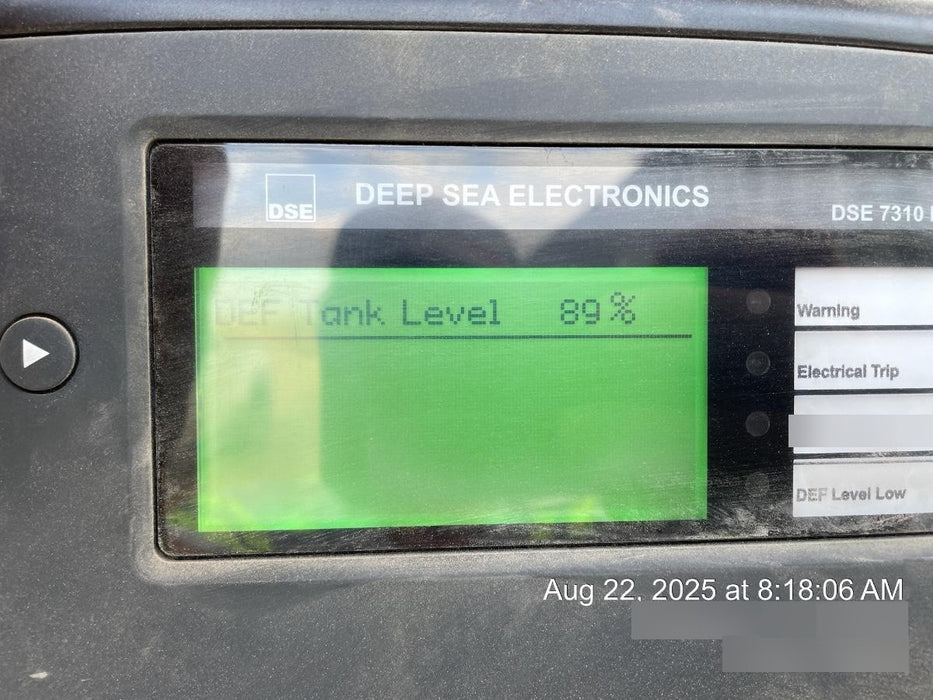 DSE
DEEP SEA ELECTRONICS
DSE 7310
DEF Tank Level 89%
Warning
Electrical Trip
DEF Level Low
Aug 22, 2025 at 8:18:06 AM